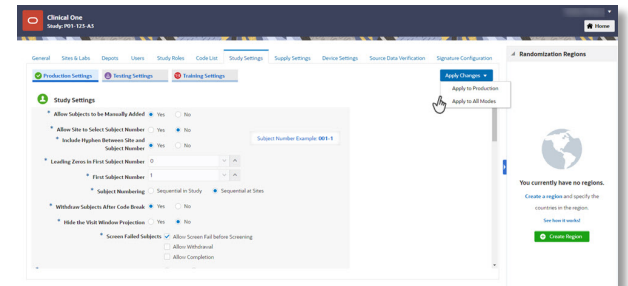 Clinical One
Study: P01-123-A3
Home
General Sites & Labs Depots Users Study Roles Code List Study Settings Supply Settings Device Settings Source Data Verification Signature Configuration
Production Settings Testing Settings Training Settings
Apply Changes
Apply to Production
Apply to All Modes
Study Settings
* Allow Subjects to be Manually Added Yes No
* Allow Site to Select Subject Number Yes No
* Include Hyphen Between Site and Subject Number Yes No
Subject Number Example: 001-1
* Leading Zeros in First Subject Number 0
* First Subject Number 1
* Subject Numbering Sequential in Study Sequential at Sites
* Withdraw Subjects After Code Break Yes No
* Hide the Visit Window Projection Yes No
* Screen Failed Subjects Allow Screen Fail before Screening
Allow Withdrawal
Allow Completion
Randomization Regions
You currently have no regions.
Create a region and specify the
countries in the region.
See how it works!
Create Region